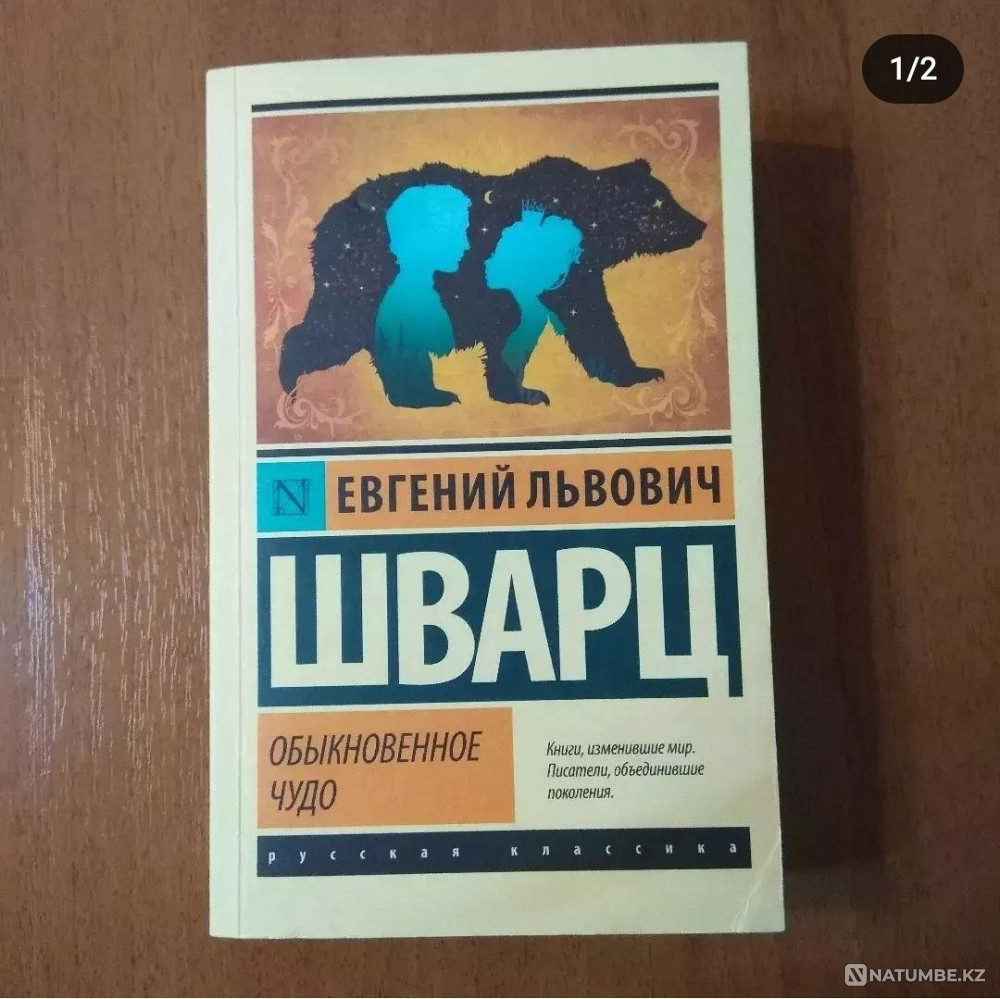 1/2
N
ЕВГЕНИЙ ЛЬВОВИЧ
ШВАРЦ
ОБЫКНОВЕННОЕ
ЧУДО
Книги, изменившие мир.
Писатели, объединившие
поколения.
русская классика
NATUMBE.KZ